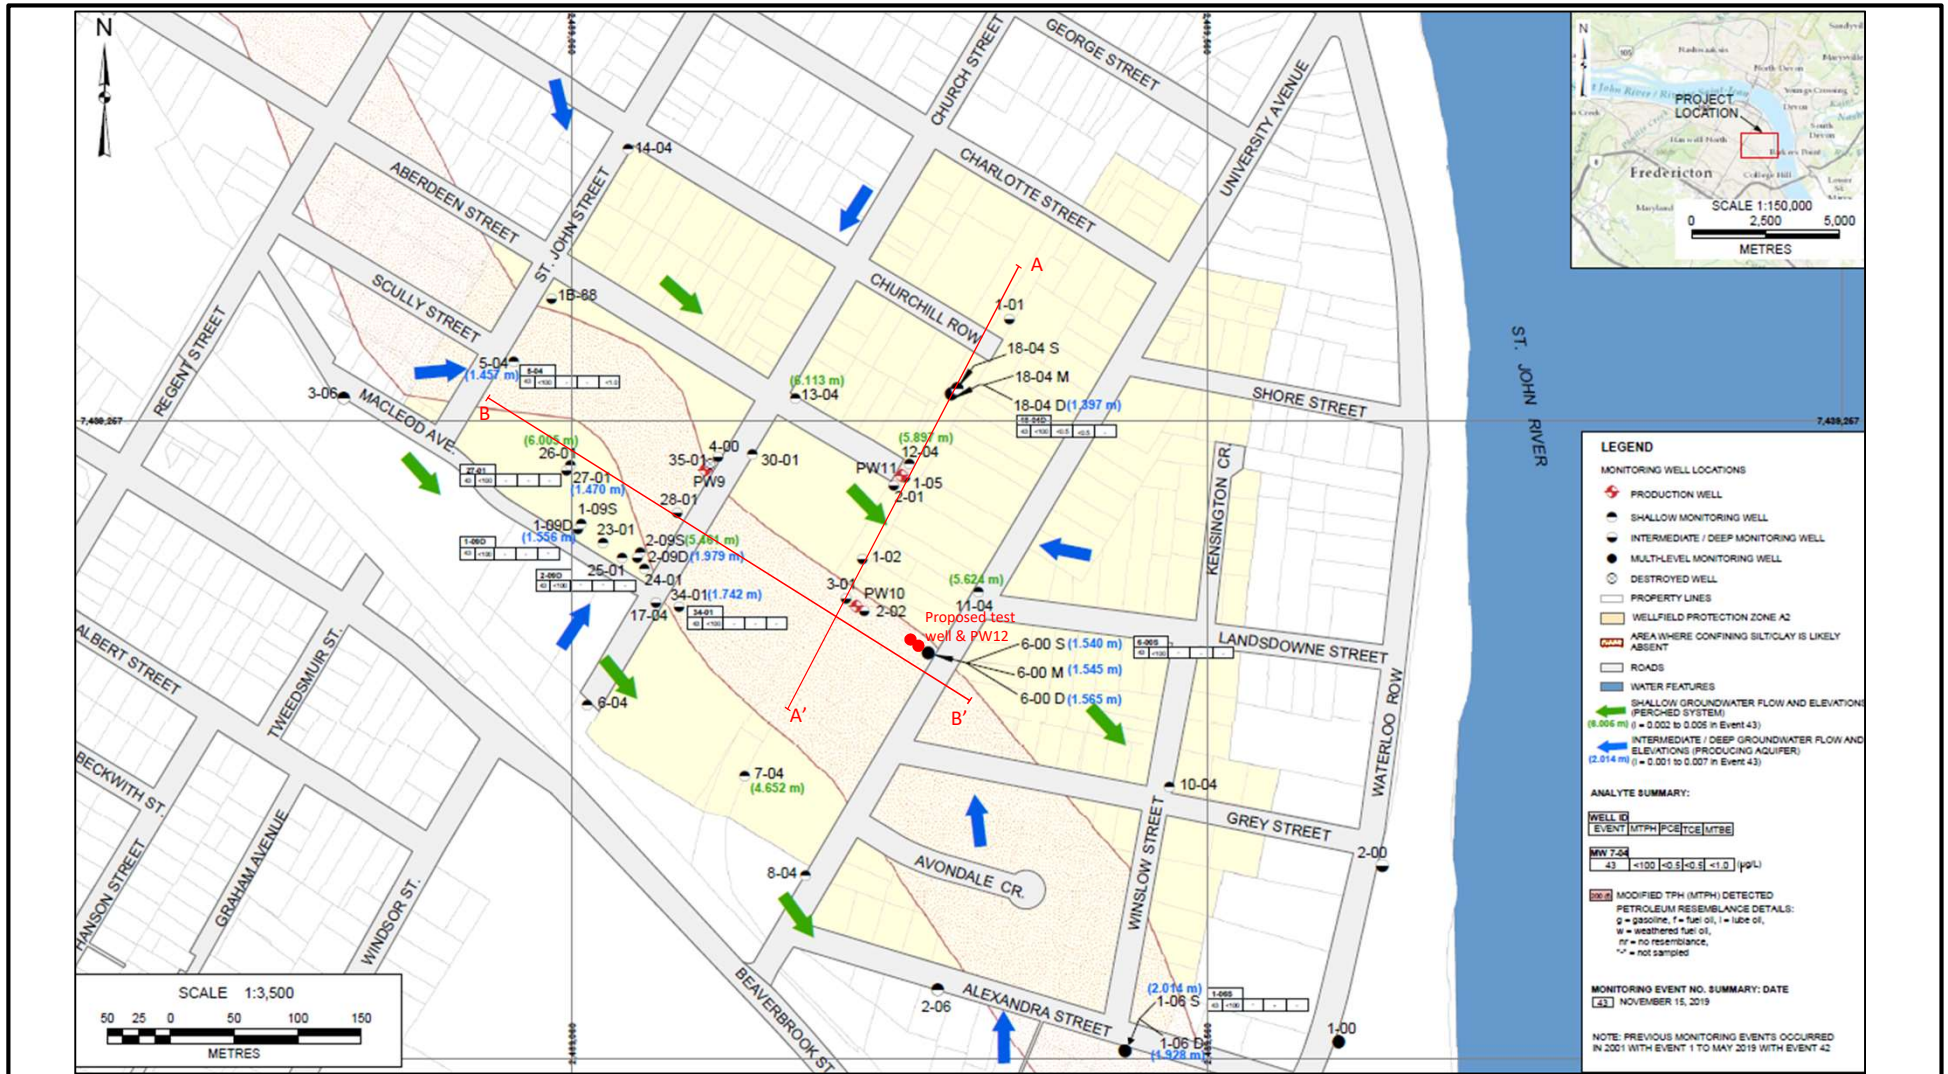 N
GEORGE STREET
CHURCH STREET
UNIVERSITY AVENUE
CHARLOTTE STREET
14-04
ABERDEEN STREET
ST. JOHN STREET
CHURCHILL ROW
A
1-01
1B-88
SCULLY STREET
REGENT STREET
18-04 S
18-04 M
18-04 D (1.397 m)
5-04
(1.457 m)
3-06
MACLEOD AVE.
B
(6.113 m)
13-04
SHORE STREET
ST. JOHN RIVER
7,439,257
7,439,257
(6.005 m)
26-01
27-01
(1.470 m)
4-00
35-01
PW9
30-01
(5.897 m)
12-04
PW11
1-05
2-01
28-01
KENSINGTON CR.
1-09S
1-09D
(1.556 m)
23-01
2-09S (5.461 m)
2-09D (1.979 m)
25-01
24-01
1-02
3-01
PW10
2-02
(5.624 m)
11-04
34-01 (1.742 m)
17-04
Proposed test
well & PW12
LANDSDOWNE STREET
6-00 S (1.540 m)
6-00 M (1.545 m)
6-00 D (1.565 m)
ALBERT STREET
TWEEDSMUIR ST.
6-04
A'
B'
WATERLOO ROW
BECKWITH ST.
7-04
(4.652 m)
10-04
GREY STREET
WINSLOW STREET
HANSON STREET
GRAHAM AVENUE
WINDSOR ST.
8-04
AVONDALE CR.
2-00
BEAVERBROOK ST.
2-06
ALEXANDRA STREET
(2.014 m)
1-06 S
1-06 D
(1.928 m)
1-00
SCALE 1:3,500
50 25 0 50 100 150
METRES
N
PROJECT
LOCATION
Fredericton
SCALE 1:150,000
0 2,500 5,000
METRES
LEGEND
MONITORING WELL LOCATIONS
PRODUCTION WELL
SHALLOW MONITORING WELL
INTERMEDIATE / DEEP MONITORING WELL
MULTI-LEVEL MONITORING WELL
DESTROYED WELL
PROPERTY LINES
WELLFIELD PROTECTION ZONE A2
AREA WHERE CONFINING SILT/CLAY IS LIKELY
ABSENT
ROADS
WATER FEATURES
SHALLOW GROUNDWATER FLOW AND ELEVATIONS
(PERCHED SYSTEM)
(6.006 m) (i = 0.002 to 0.005 in Event 43)
INTERMEDIATE / DEEP GROUNDWATER FLOW AND
ELEVATIONS (PRODUCING AQUIFER)
(2.014 m) (i = 0.001 to 0.007 in Event 43)
ANALYTE SUMMARY:
WELL ID
EVENT MTPH PCE TCE MTBE
MW 7-04
43 <100 <0.5 <0.5 <1.0 (µg/L)
MODIFIED TPH (MTPH) DETECTED
PETROLEUM RESEMBLANCE DETAILS:
g = gasoline, f = fuel oil, l = lube oil,
w = weathered fuel oil,
nr = no resemblance,
"-" = not sampled
MONITORING EVENT NO. SUMMARY: DATE
43 NOVEMBER 15, 2019
NOTE: PREVIOUS MONITORING EVENTS OCCURRED
IN 2001 WITH EVENT 1 TO MAY 2019 WITH EVENT 42